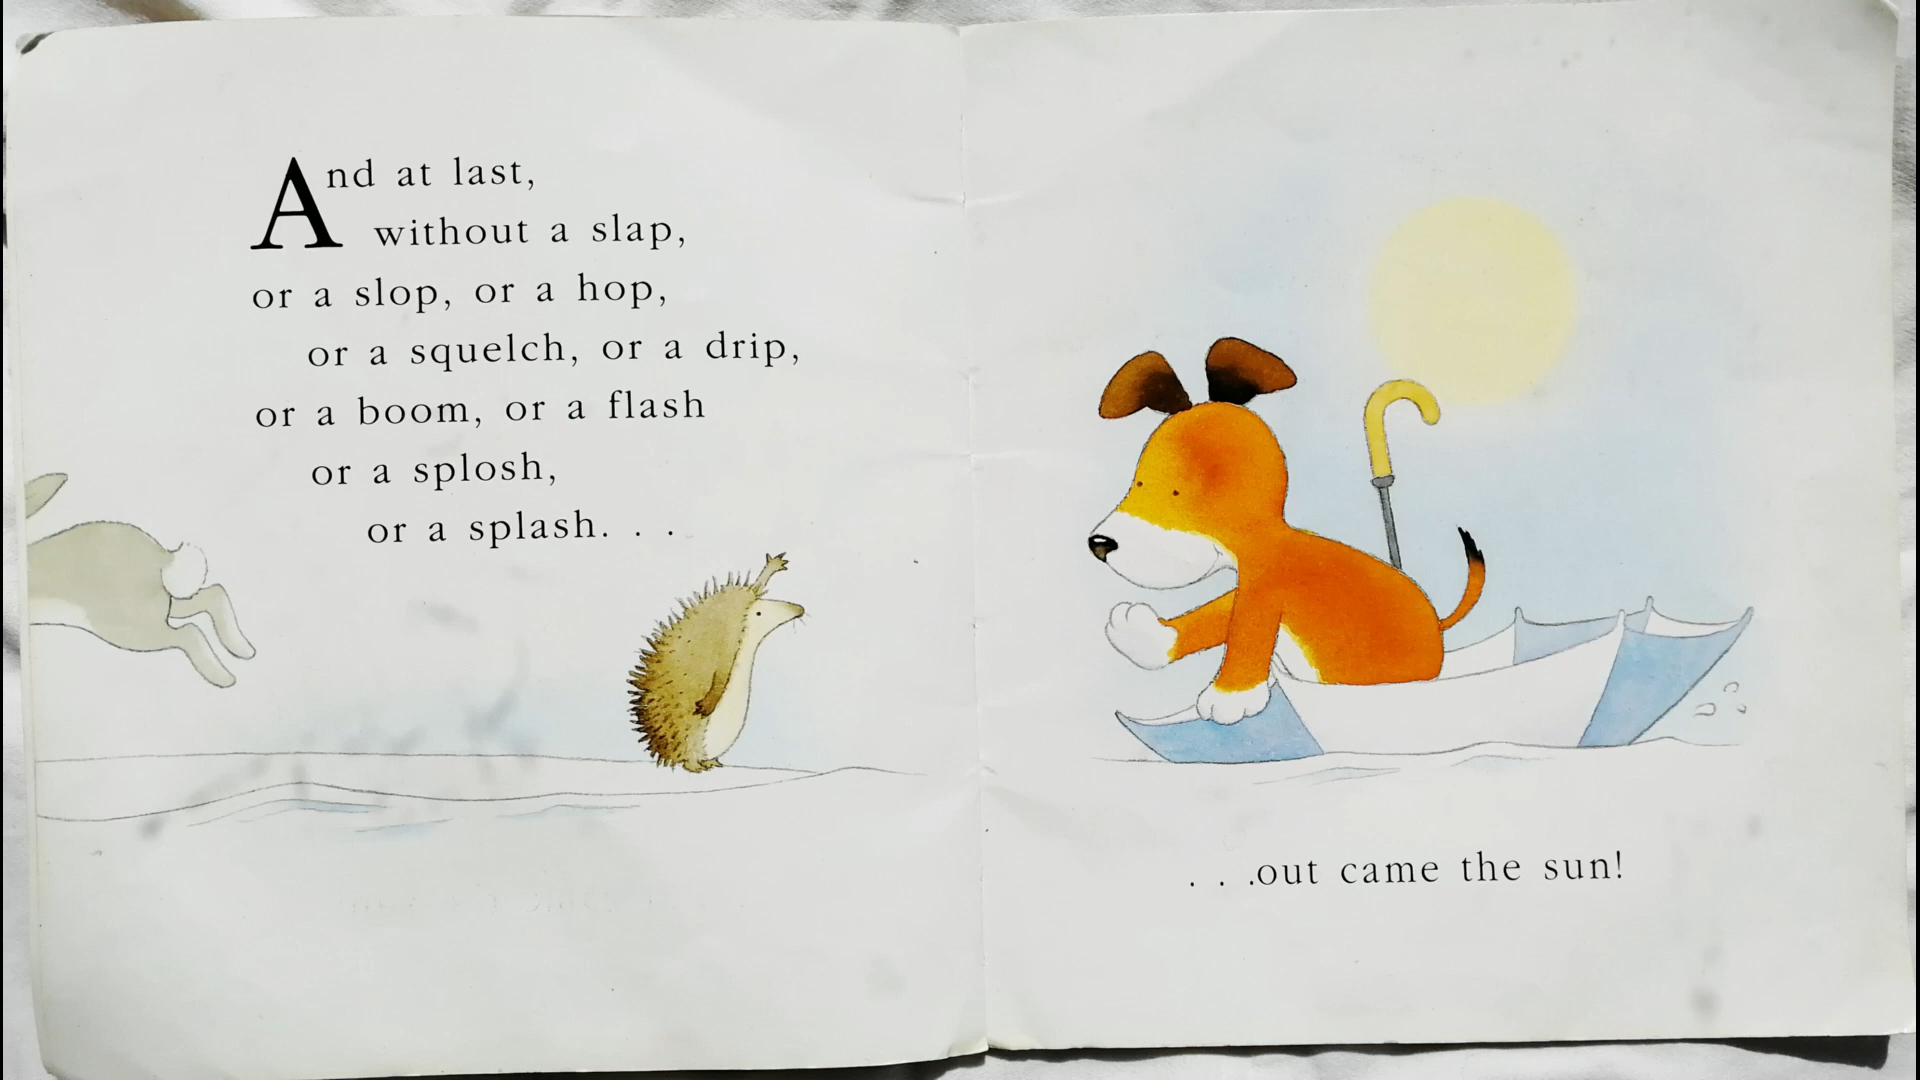 And at last,
without a slap,
or a slop, or a hop,
or a squelch, or a drip,
or a boom, or a flash
or a splosh,
or a splash. . .
. . .out came the sun!